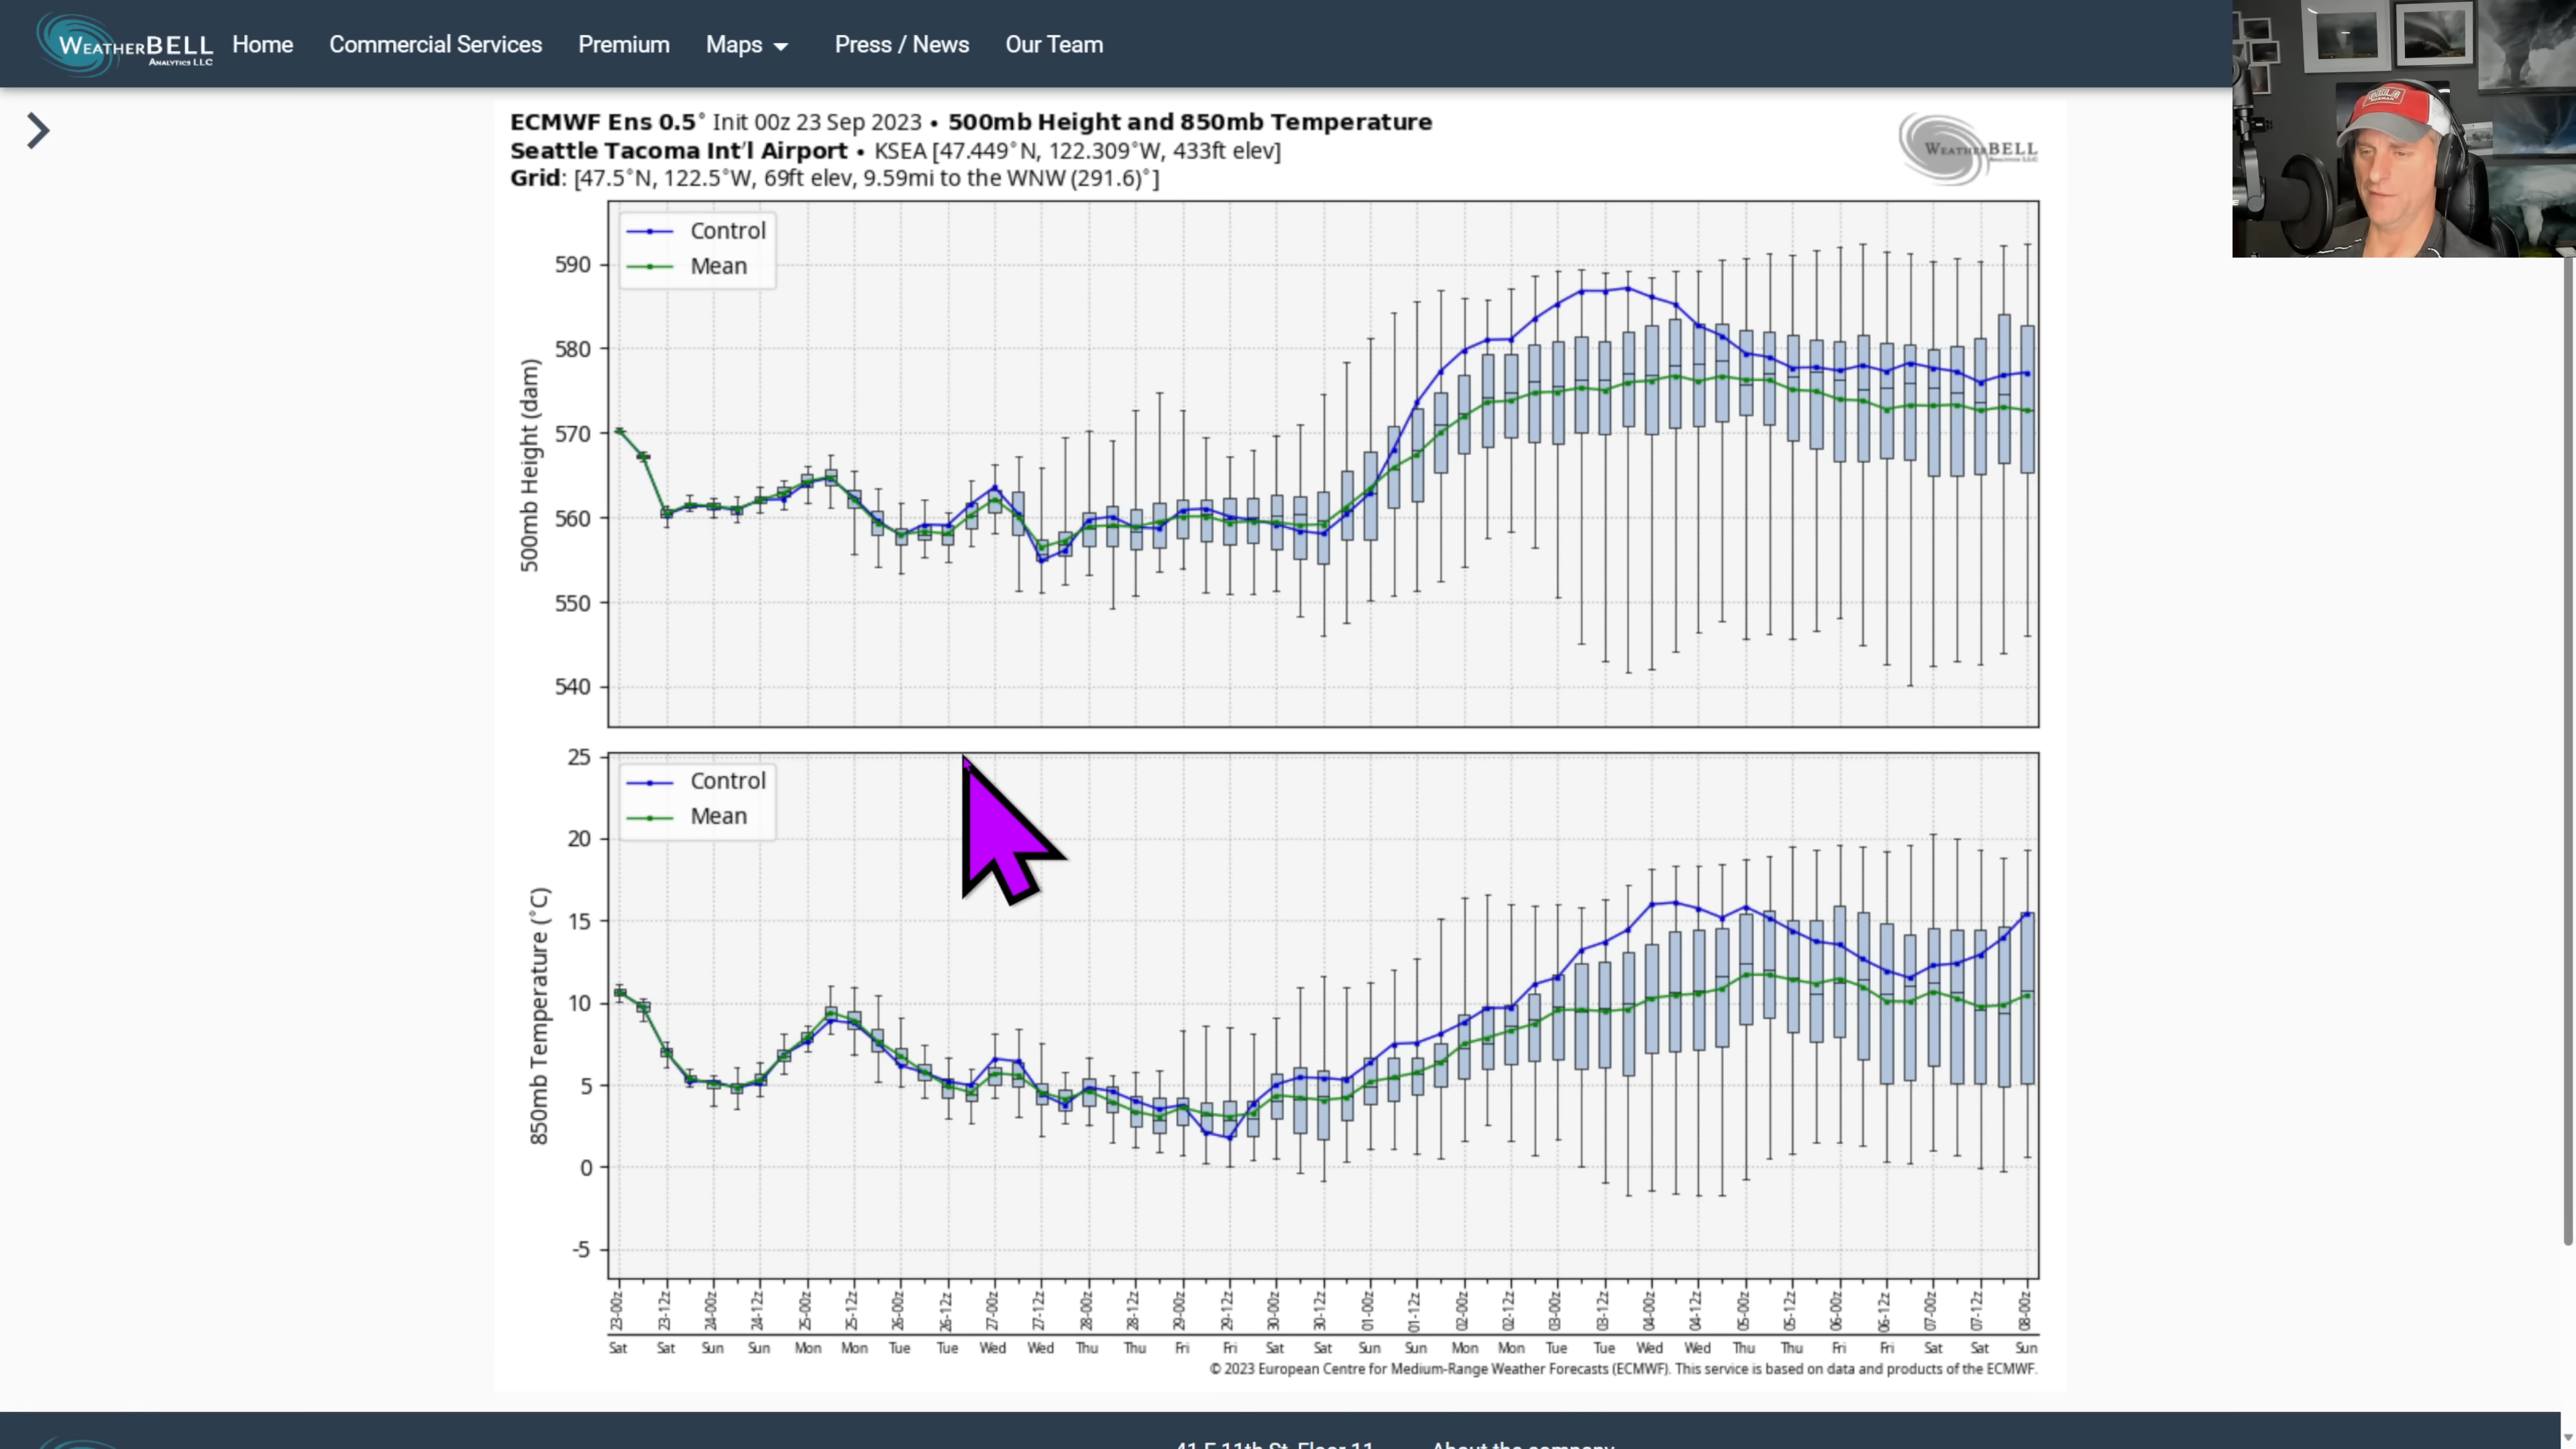 WEATHERBELL
ANALYTICS LLC
Home Commercial Services Premium Maps Press / News Our Team
ECMWF Ens 0.5° Init 00z 23 Sep 2023 • 500mb Height and 850mb Temperature
Seattle Tacoma Int'l Airport • KSEA [47.449°N, 122.309°W, 433ft elev]
Grid: [47.5°N, 122.5°W, 69ft elev, 9.59mi to the WNW (291.6)°]
WEATHERBELL
Control
Mean
590
580
570
560
550
540
500mb Height (dam)
Control
Mean
25
20
15
10
5
0
-5
850mb Temperature (°C)
23-00z 23-12z 24-00z 24-12z 25-00z 25-12z 26-00z 26-12z 27-00z 27-12z 28-00z 28-12z 29-00z 29-12z 30-00z 30-12z 01-00z 01-12z 02-00z 02-12z 03-00z 03-12z 04-00z 04-12z 05-00z 05-12z 06-00z 06-12z 07-00z 07-12z 08-00z
Sat Sat Sun Sun Mon Mon Tue Tue Wed Wed Thu Thu Fri Fri Sat Sat Sun Sun Mon Mon Tue Tue Wed Wed Thu Thu Fri Fri Sat Sat Sun
© 2023 European Centre for Medium-Range Weather Forecasts (ECMWF). This service is based on data and products of the ECMWF.
41 E 11th St. Floor 11 About the company